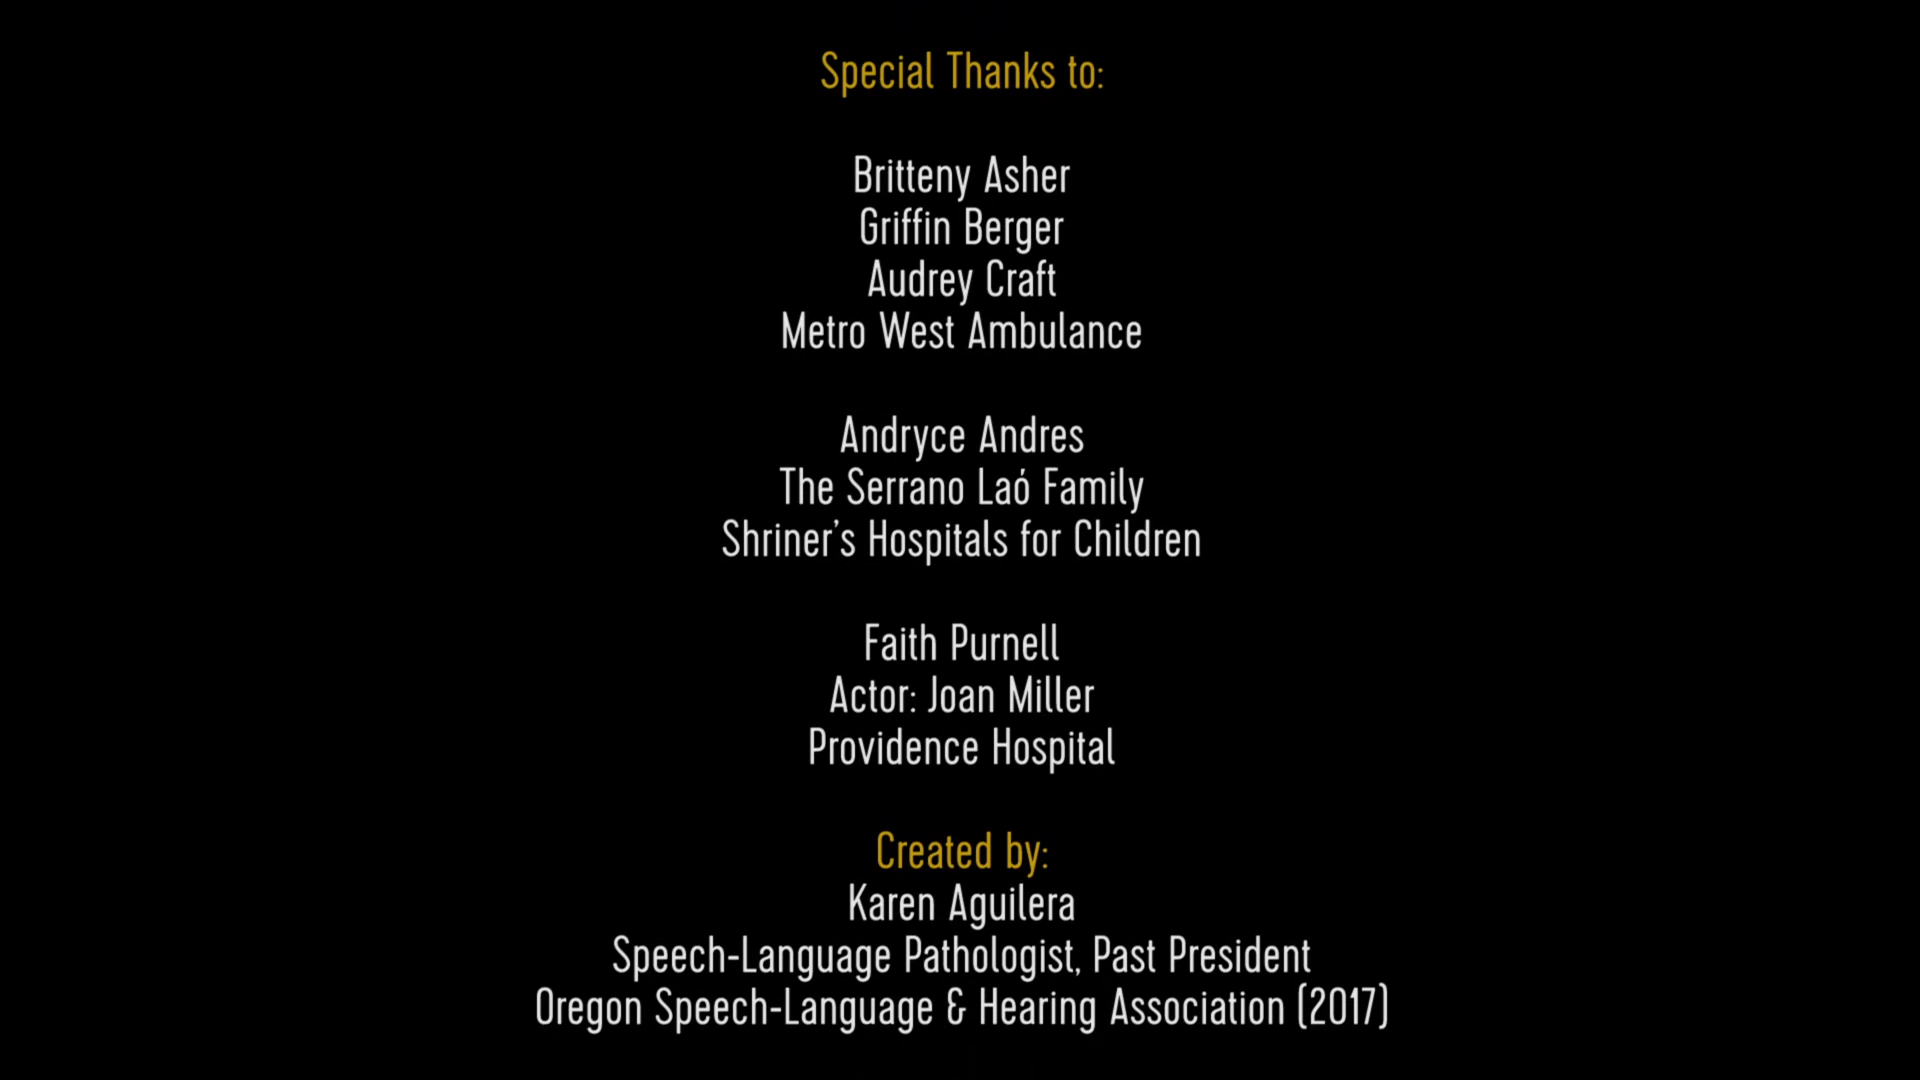 Special Thanks to:
Britteny Asher
Griffin Berger
Audrey Craft
Metro West Ambulance
Andryce Andres
The Serrano Laó Family
Shriner’s Hospitals for Children
Faith Purnell
Actor: Joan Miller
Providence Hospital
Created by:
Karen Aguilera
Speech-Language Pathologist, Past President
Oregon Speech-Language & Hearing Association (2017)